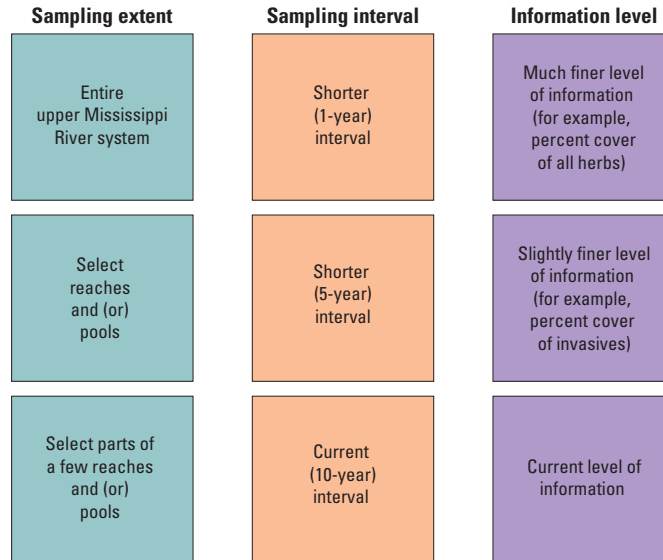 Sampling extent
Sampling interval
Information level
Entire
upper Mississippi
River system
Shorter
(1-year)
interval
Much finer level
of information
(for example,
percent cover
of all herbs)
Select
reaches
and (or)
pools
Shorter
(5-year)
interval
Slightly finer level
of information
(for example,
percent cover
of invasives)
Select parts of
a few reaches
and (or)
pools
Current
(10-year)
interval
Current level of
information